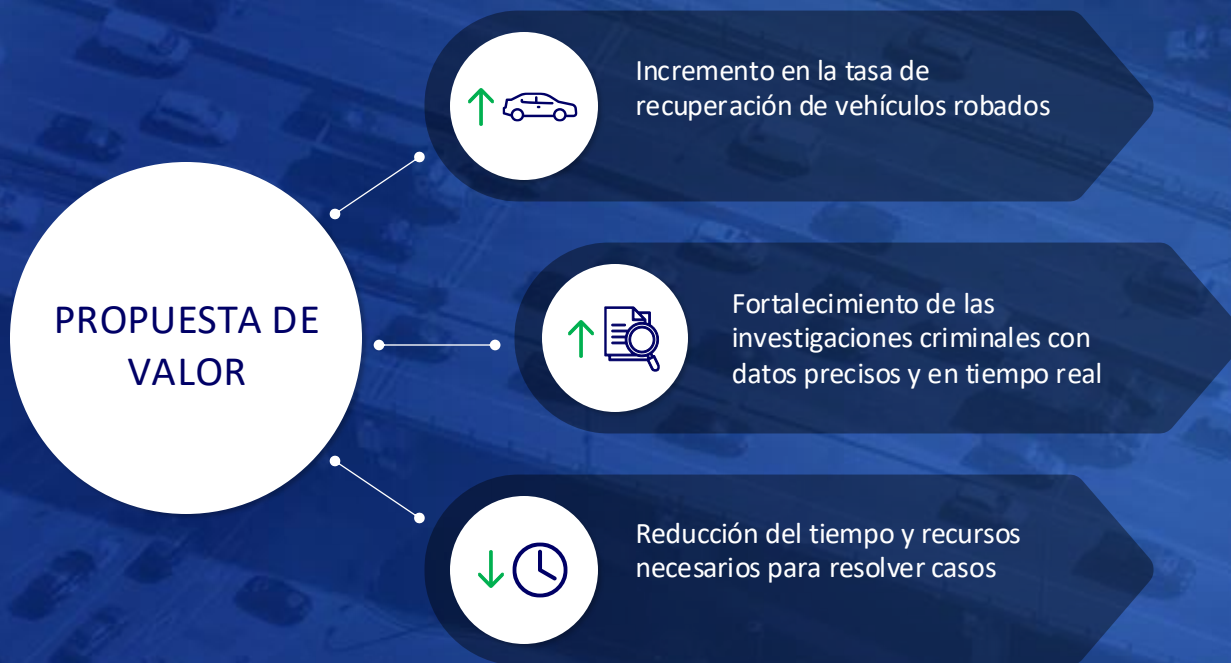 PROPUESTA DE
VALOR
Incremento en la tasa de
recuperación de vehículos robados
Fortalecimiento de las
investigaciones criminales con
datos precisos y en tiempo real
Reducción del tiempo y recursos
necesarios para resolver casos